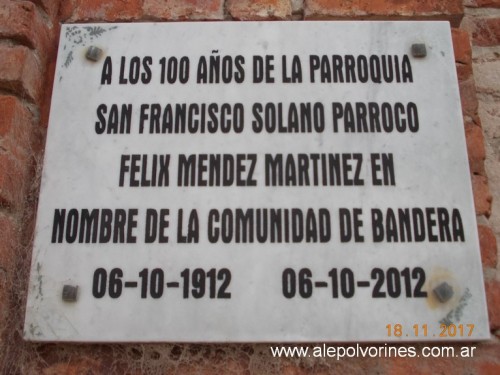 A LOS 100 AÑOS DE LA PARROQUIA
SAN FRANCISCO SOLANO PARROCO
FELIX MENDEZ MARTINEZ EN
NOMBRE DE LA COMUNIDAD DE BANDERA
06-10-1912 06-10-2012
18.11.2017
www.alepolvorines.com.ar